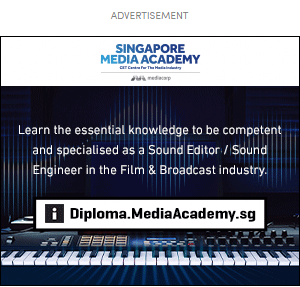 ADVERTISEMENT
SINGAPORE
MEDIA ACADEMY
CET Centre For The Media Industry
mediacorp
Learn the essential knowledge to be competent
and specialised as a Sound Editor / Sound
Engineer in the Film & Broadcast industry.
i Diploma.MediaAcademy.sg